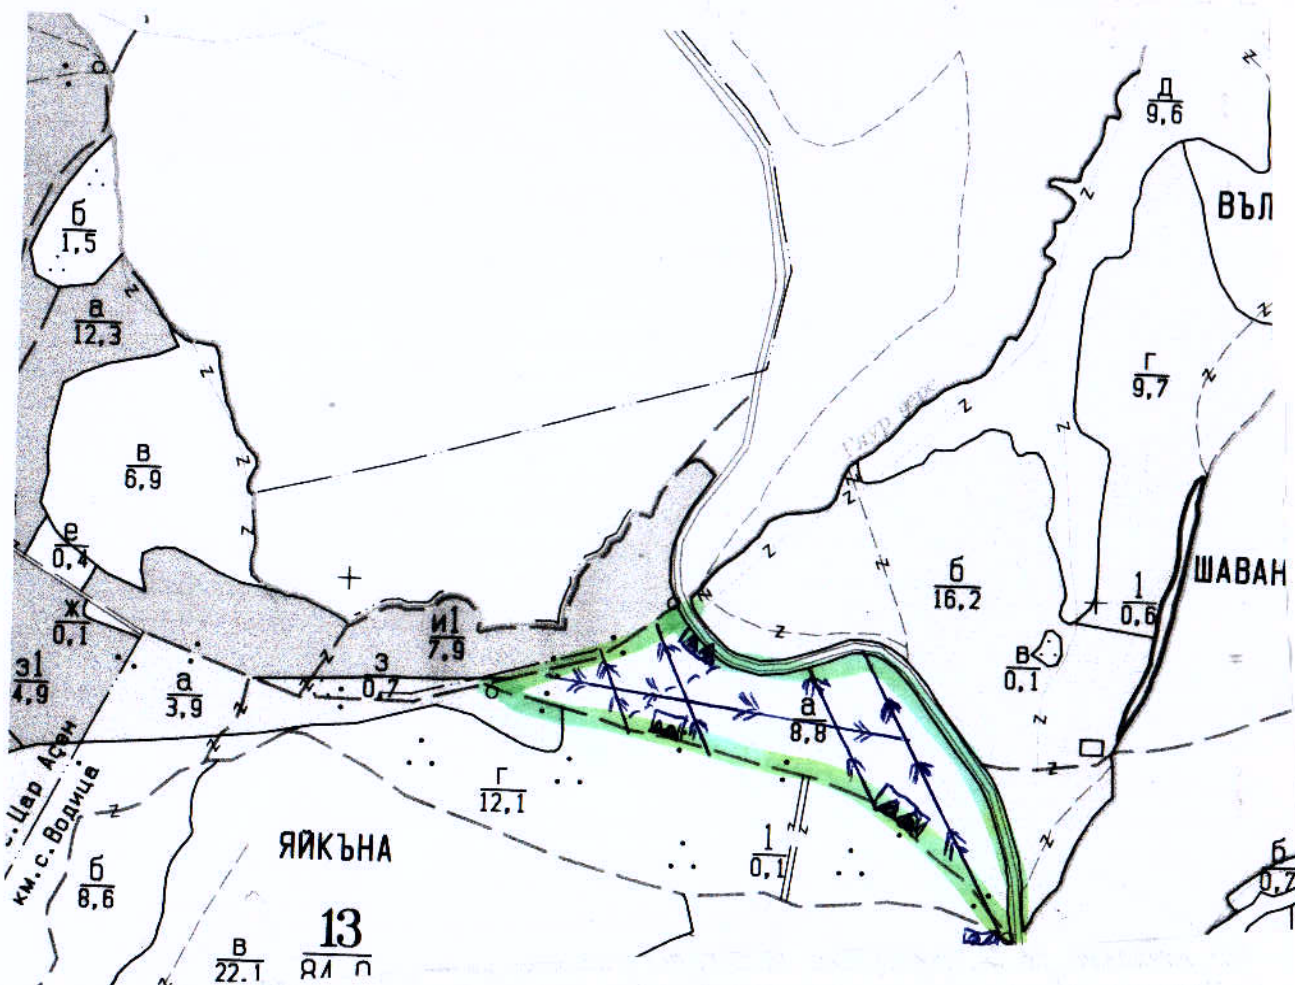 Д
9,6
ВЪЛ
б
1,5
а
12,3
г
9,7
в
6,9
е
0,4
б
16,2
1
0,6
ШАВАН
ж
0,1
и1
7,9
в
0,1
з1
4,9
а
3,9
з
0,7
а
8,8
с. Цар Асен
км. с. Водица
г
12,1
ЯЙКЪНА
1
0,1
б
8,6
б
0,7
13
в
22.1